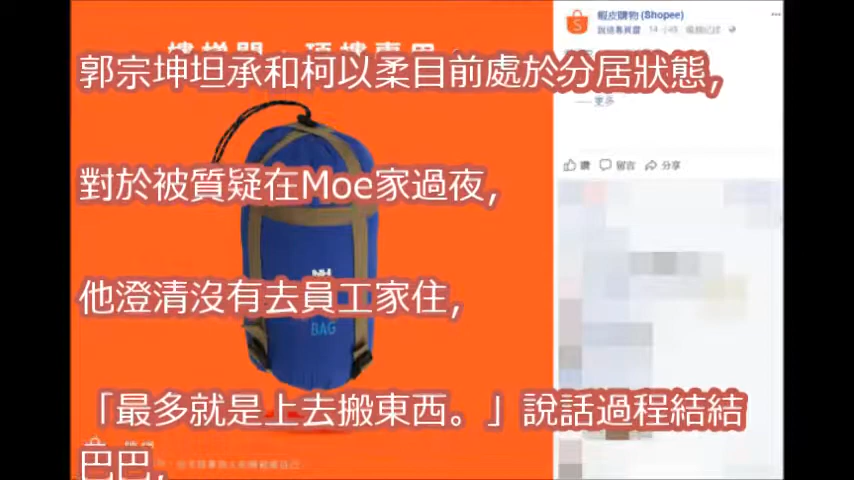 蝦皮購物 (Shopee)
郭宗坤坦承和柯以柔目前處於分居狀態,
更多
讚 留言 分享
對於被質疑在Moe家過夜,
他澄清沒有去員工家住,
BAG
「最多就是上去搬東西。」說話過程結結
巴巴,